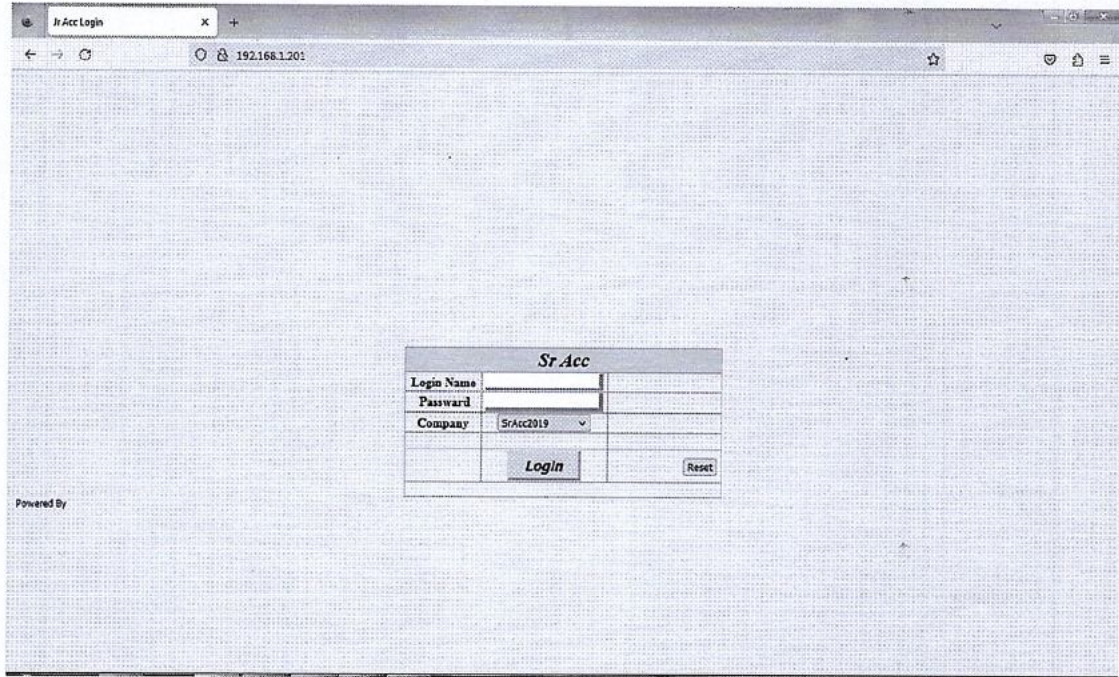 Jr Acc Login
192.168.1.201
Sr Acc
Login Name
Passward
Company SrAcc2019
Login Reset
Powered By